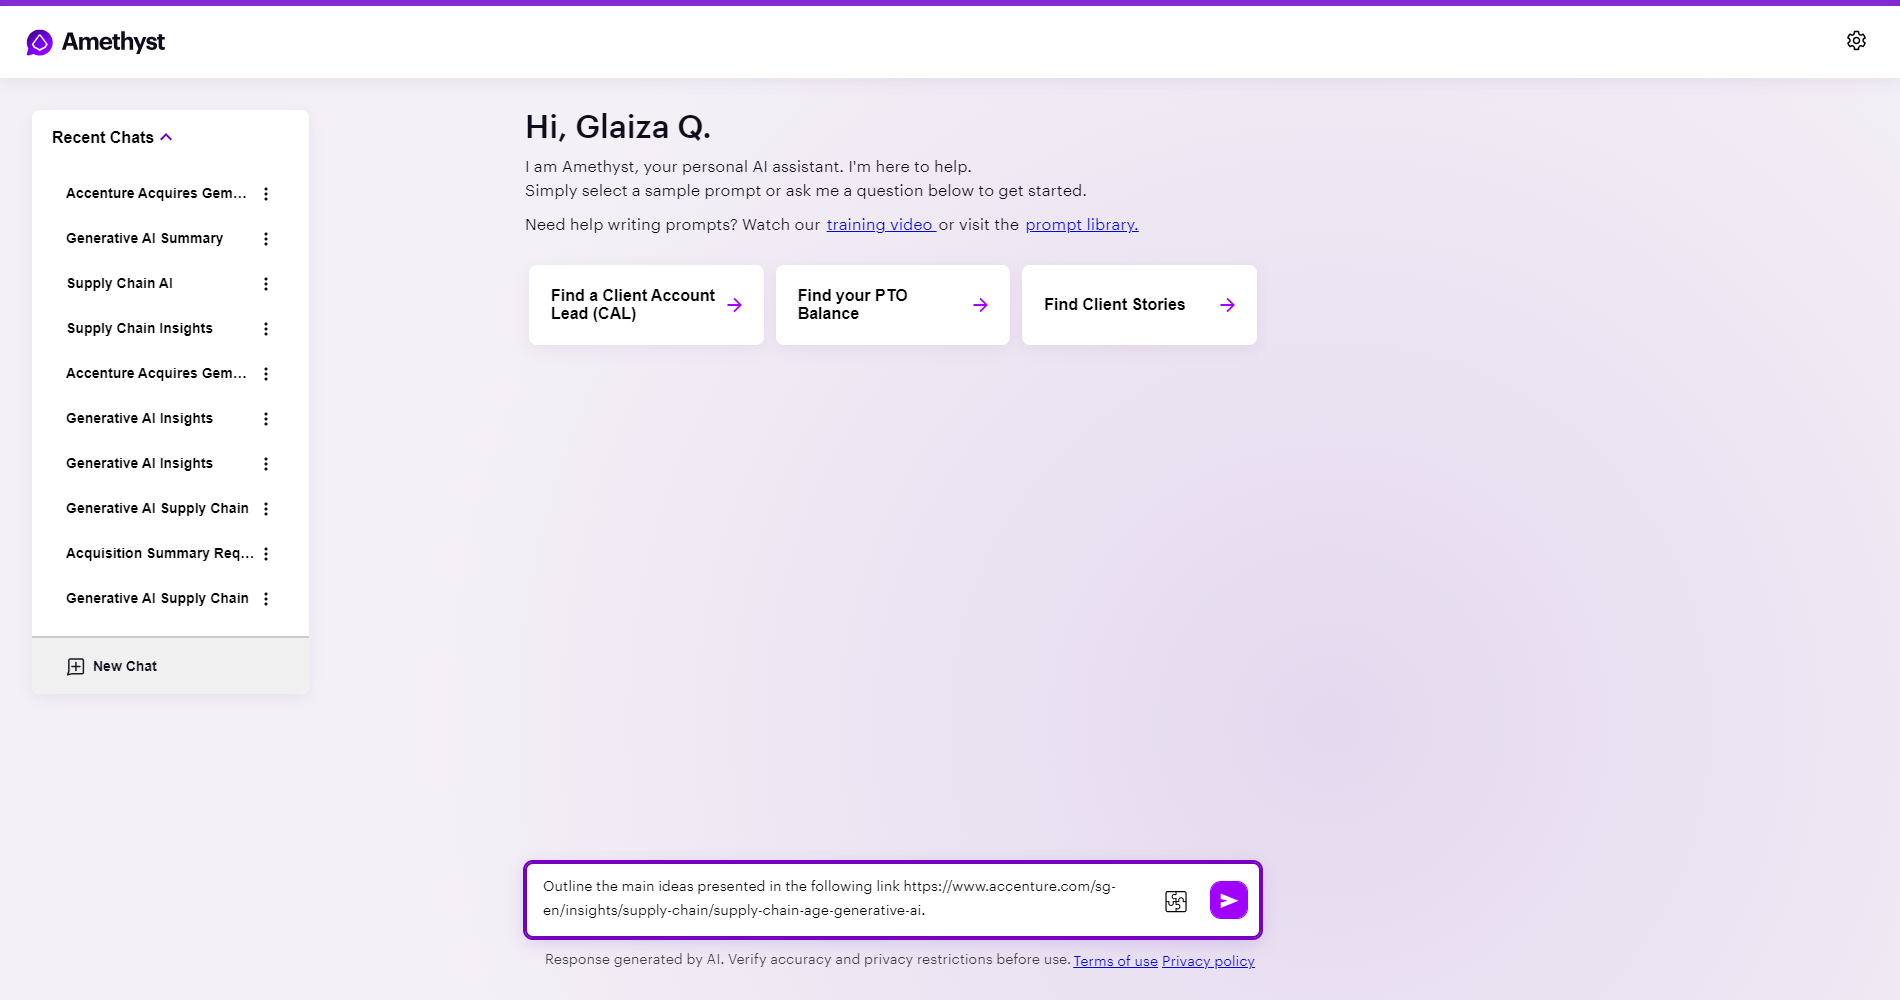 Amethyst
Recent Chats
Accenture Acquires Gem...
Generative AI Summary
Supply Chain AI
Supply Chain Insights
Accenture Acquires Gem...
Generative AI Insights
Generative AI Insights
Generative AI Supply Chain
Acquisition Summary Req...
Generative AI Supply Chain
New Chat
Hi, Glaiza Q.
I am Amethyst, your personal AI assistant. I'm here to help.
Simply select a sample prompt or ask me a question below to get started.
Need help writing prompts? Watch our training video or visit the prompt library.
Find a Client Account
Lead (CAL)
Find your PTO
Balance
Find Client Stories
Outline the main ideas presented in the following link https://www.accenture.com/sg-
en/insights/supply-chain/supply-chain-age-generative-ai.
Response generated by AI. Verify accuracy and privacy restrictions before use. Terms of use Privacy policy